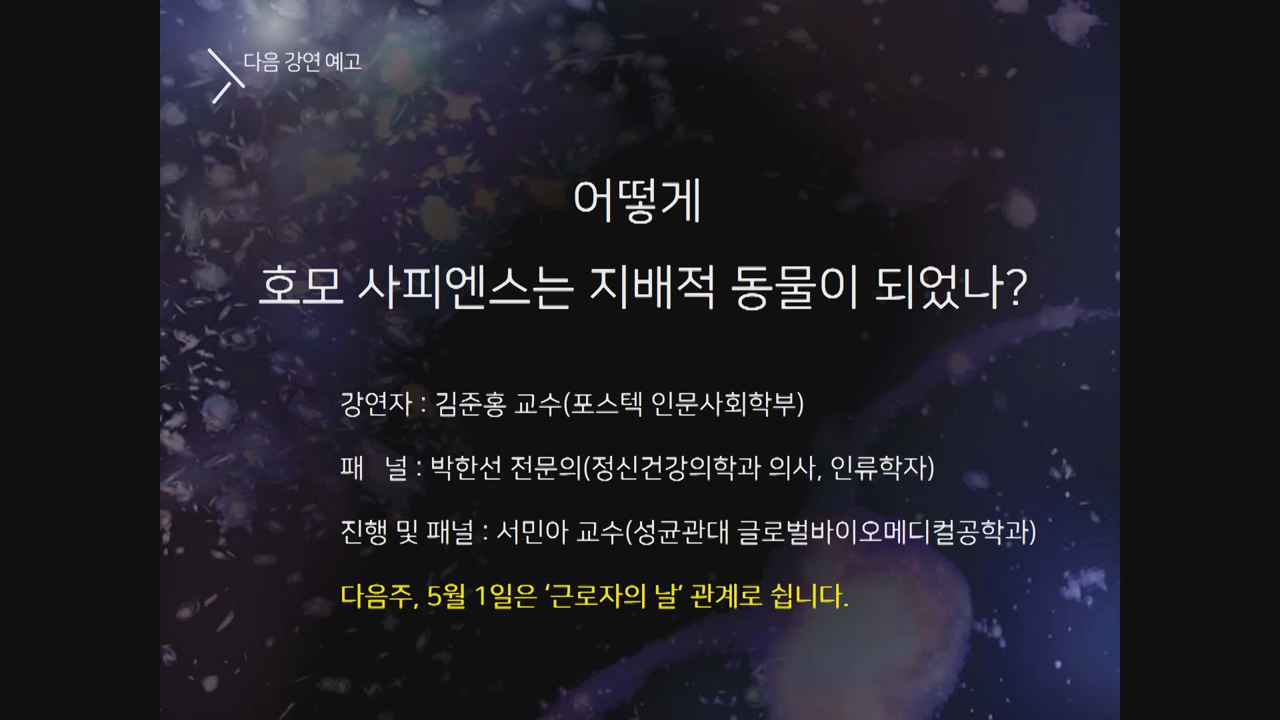 다음 강연 예고
어떻게
호모 사피엔스는 지배적 동물이 되었나?
강연자 : 김준홍 교수(포스텍 인문사회학부)
패 널 : 박한선 전문의(정신건강의학과 의사, 인류학자)
진행 및 패널 : 서민아 교수(성균관대 글로벌바이오메디컬공학과)
다음주, 5월 1일은 ‘근로자의 날’ 관계로 쉽니다.